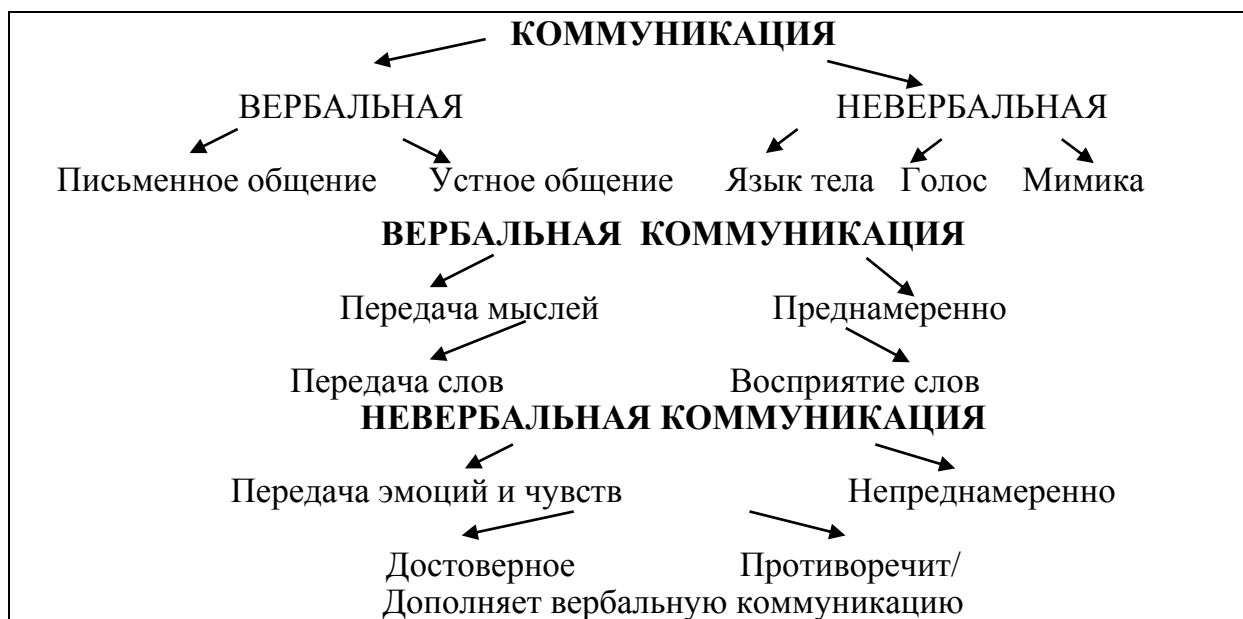 КОММУНИКАЦИЯ
ВЕРБАЛЬНАЯ НЕВЕРБАЛЬНАЯ
Письменное общение Устное общение Язык тела Голос Мимика
ВЕРБАЛЬНАЯ КОММУНИКАЦИЯ
Передача мыслей Преднамеренно
Передача слов Восприятие слов
НЕВЕРБАЛЬНАЯ КОММУНИКАЦИЯ
Передача эмоций и чувств Непреднамеренно
Достоверное Противоречит/
Дополняет вербальную коммуникацию